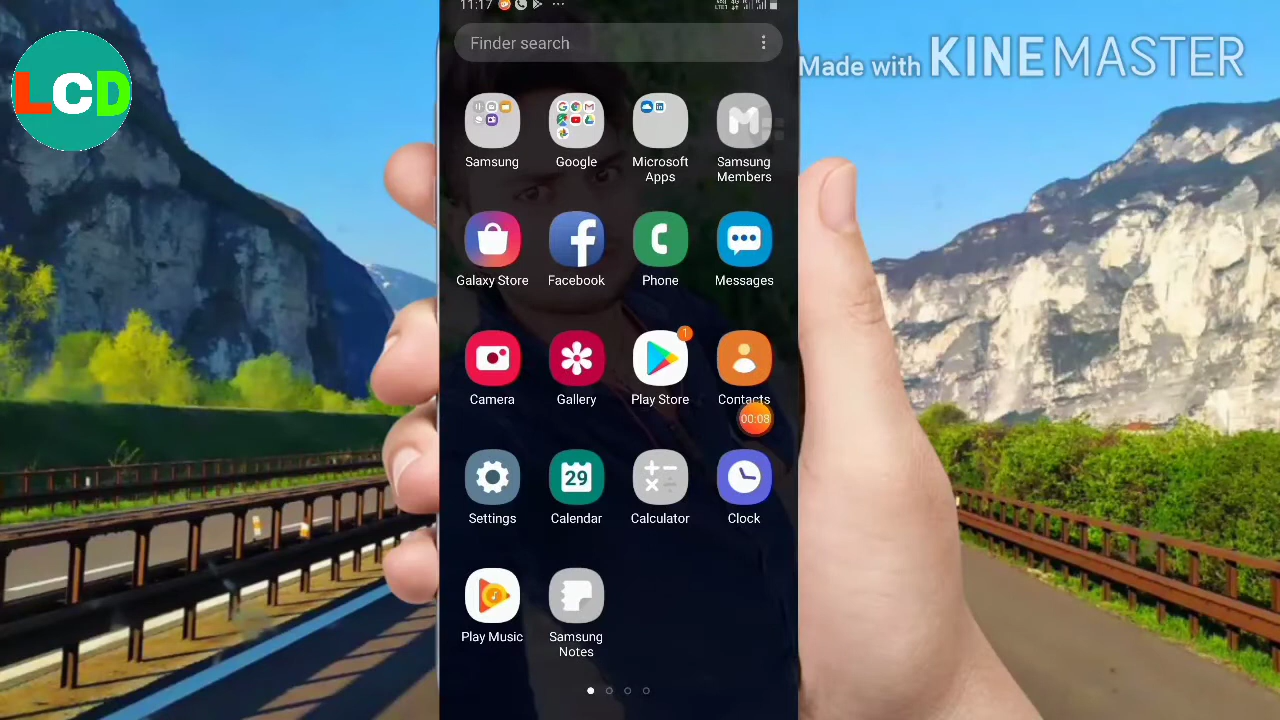 11:17
Finder search
Made with KINEMASTER
LCD
Samsung
Google
Microsoft
Apps
Samsung
Members
Galaxy Store
Facebook
Phone
Messages
1
Camera
Gallery
Play Store
Contacts
00:08
29
Settings
Calendar
Calculator
Clock
Play Music
Samsung
Notes